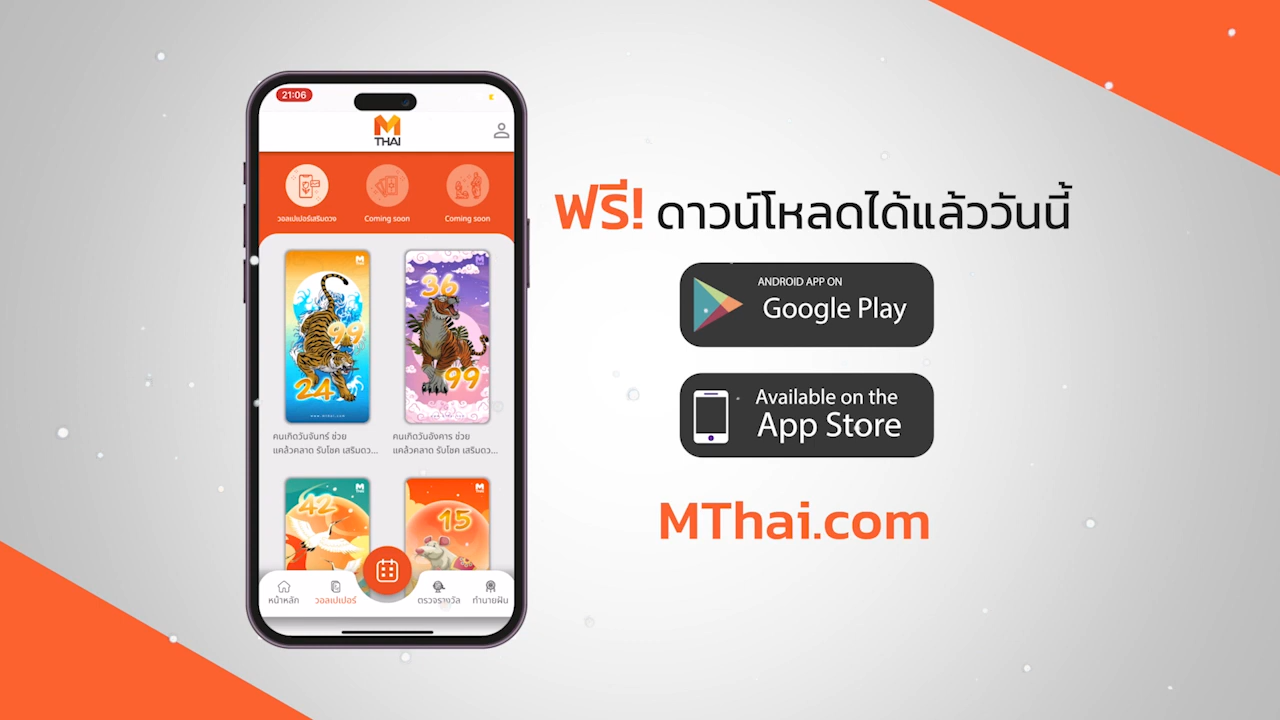 21:06
M
THAI
วอลเปเปอร์เสริมดวง
Coming soon
Coming soon
99
24
36
99
คนเกิดวันจันทร์ ช่วย
แคล้วคลาด รับโชค เสริมดว...
คนเกิดวันอังคาร ช่วย
แคล้วคลาด รับโชค เสริมดว...
42
15
หน้าหลัก
วอลเปเปอร์
ตรวจรางวัล
ทำนายฝัน
ฟรี! ดาวน์โหลดได้แล้ววันนี้
ANDROID APP ON
Google Play
Available on the
App Store
MThai.com